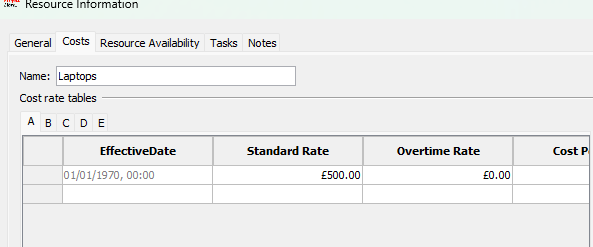 Resource Information
General Costs Resource Availability Tasks Notes
Name: Laptops
Cost rate tables
A B C D E
EffectiveDate Standard Rate Overtime Rate Cost
01/01/1970, 00:00 £500.00 £0.00